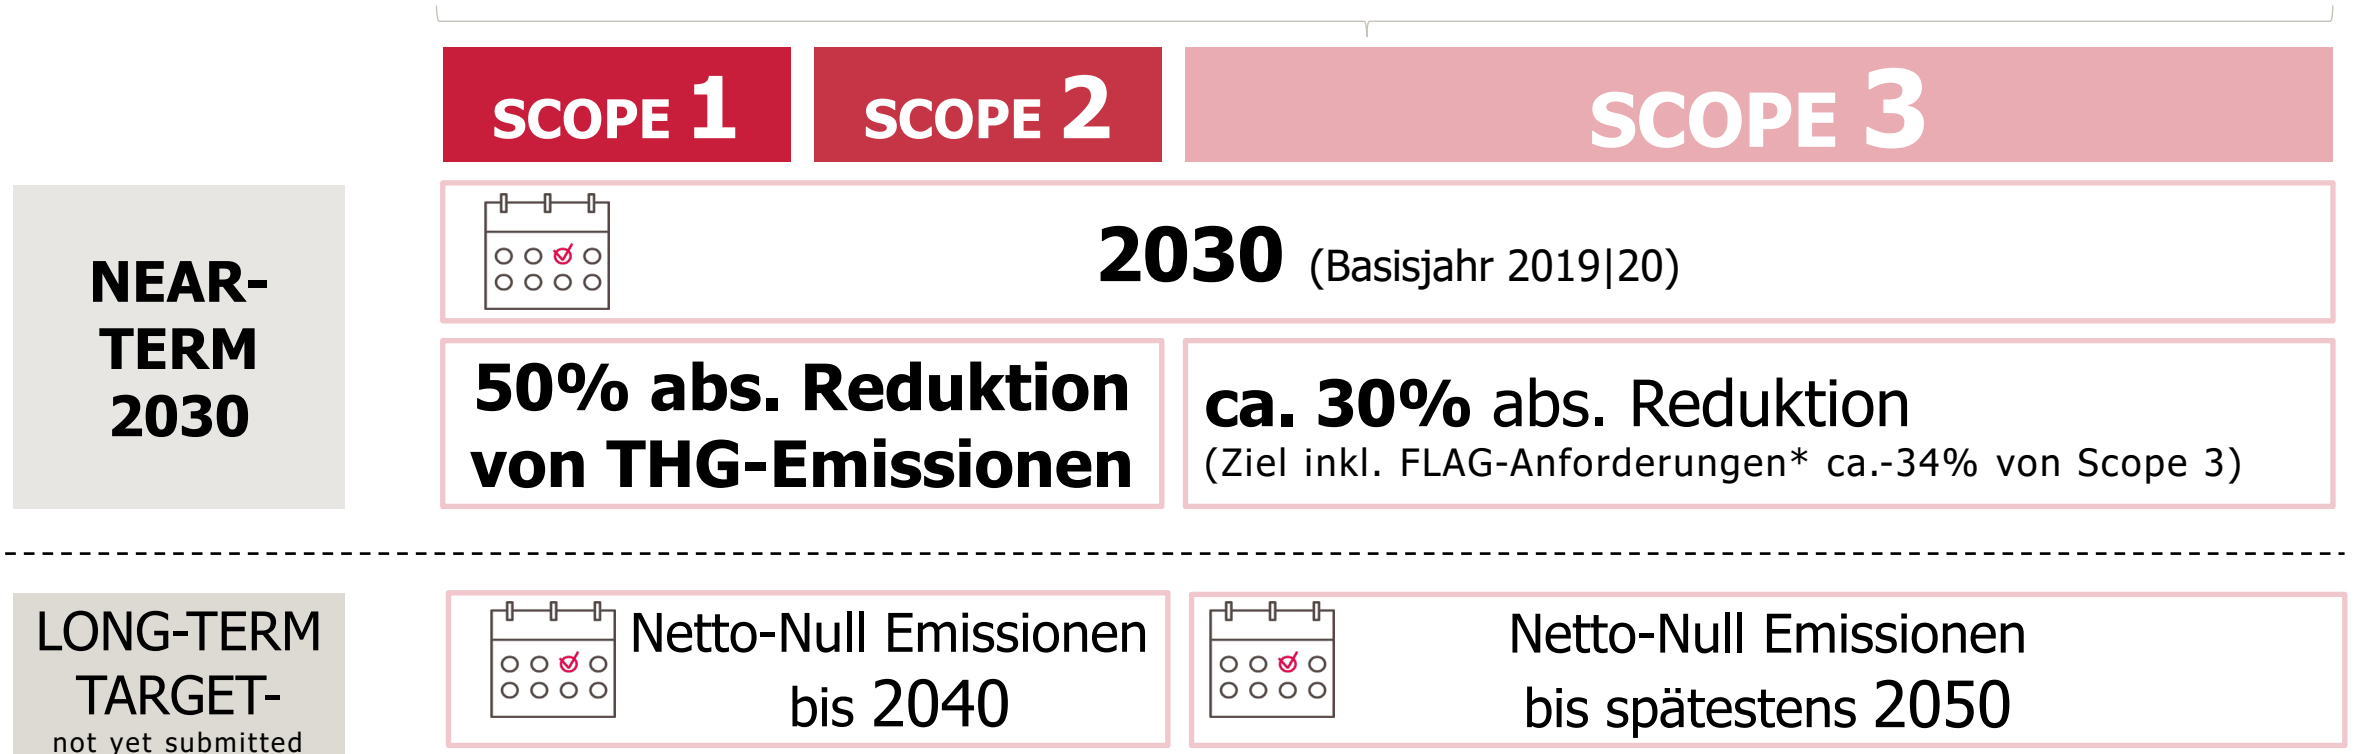 SCOPE 1
SCOPE 2
SCOPE 3
NEAR-
TERM
2030
2030 (Basisjahr 2019|20)
50% abs. Reduktion
von THG-Emissionen
ca. 30% abs. Reduktion
(Ziel inkl. FLAG-Anforderungen* ca.-34% von Scope 3)
LONG-TERM
TARGET-
not yet submitted
Netto-Null Emissionen
bis 2040
Netto-Null Emissionen
bis spätestens 2050